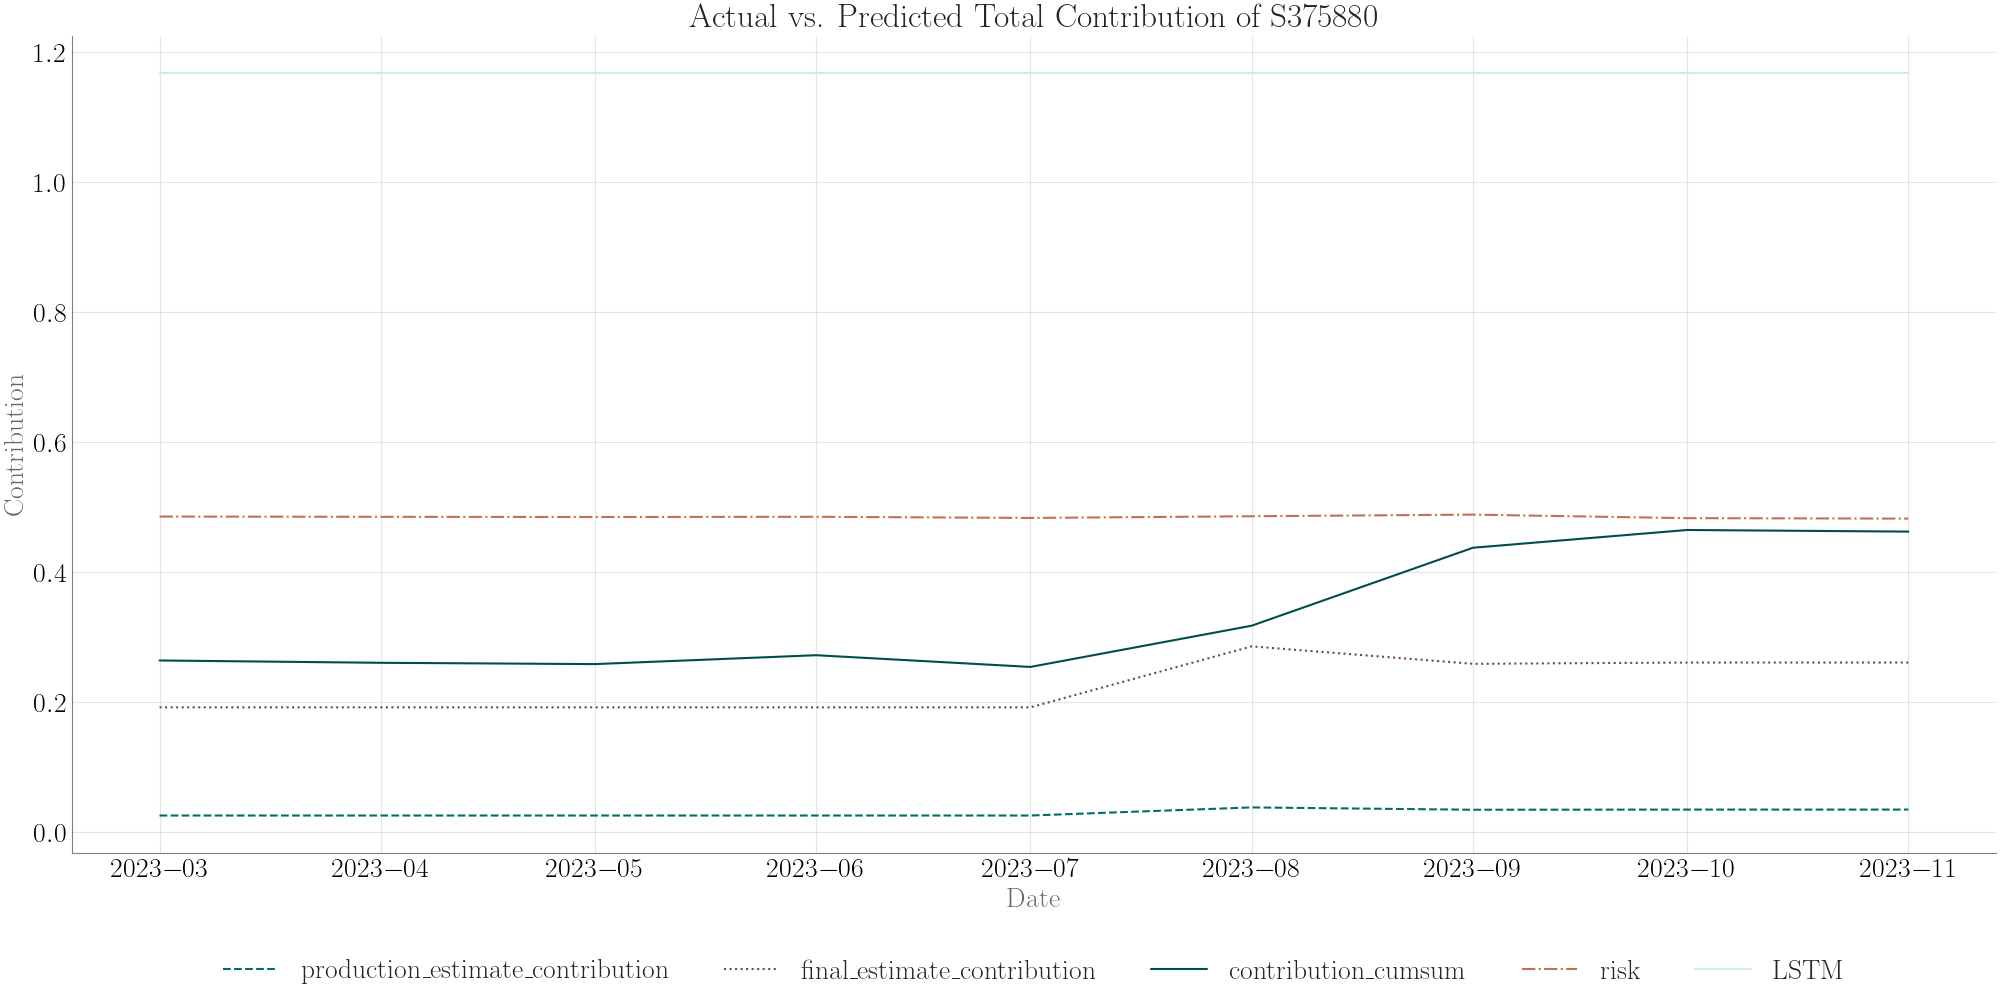 Actual vs. Predicted Total Contribution of S375880
1.2
1.0
0.8
0.6
0.4
0.2
0.0
Contribution
2023−03 2023−04 2023−05 2023−06 2023−07 2023−08 2023−09 2023−10 2023−11
Date
production_estimate_contribution final_estimate_contribution contribution_cumsum risk LSTM